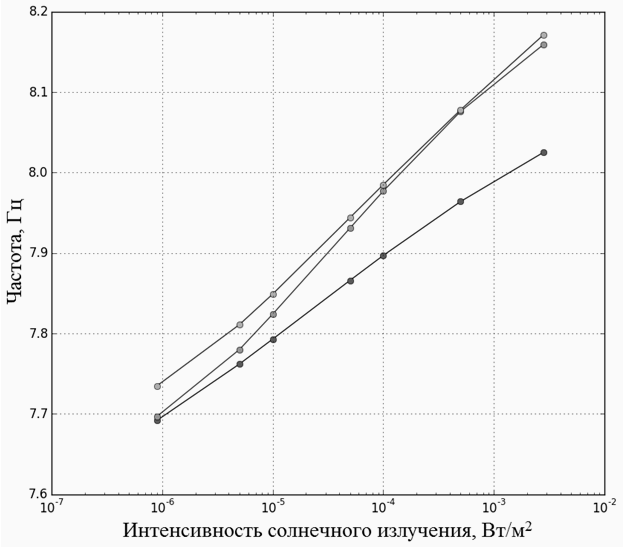 8.2
8.1
8.0
7.9
7.8
7.7
7.6
Частота, Гц
10-7 10-6 10-5 10-4 10-3 10-2
Интенсивность солнечного излучения, Вт/м2